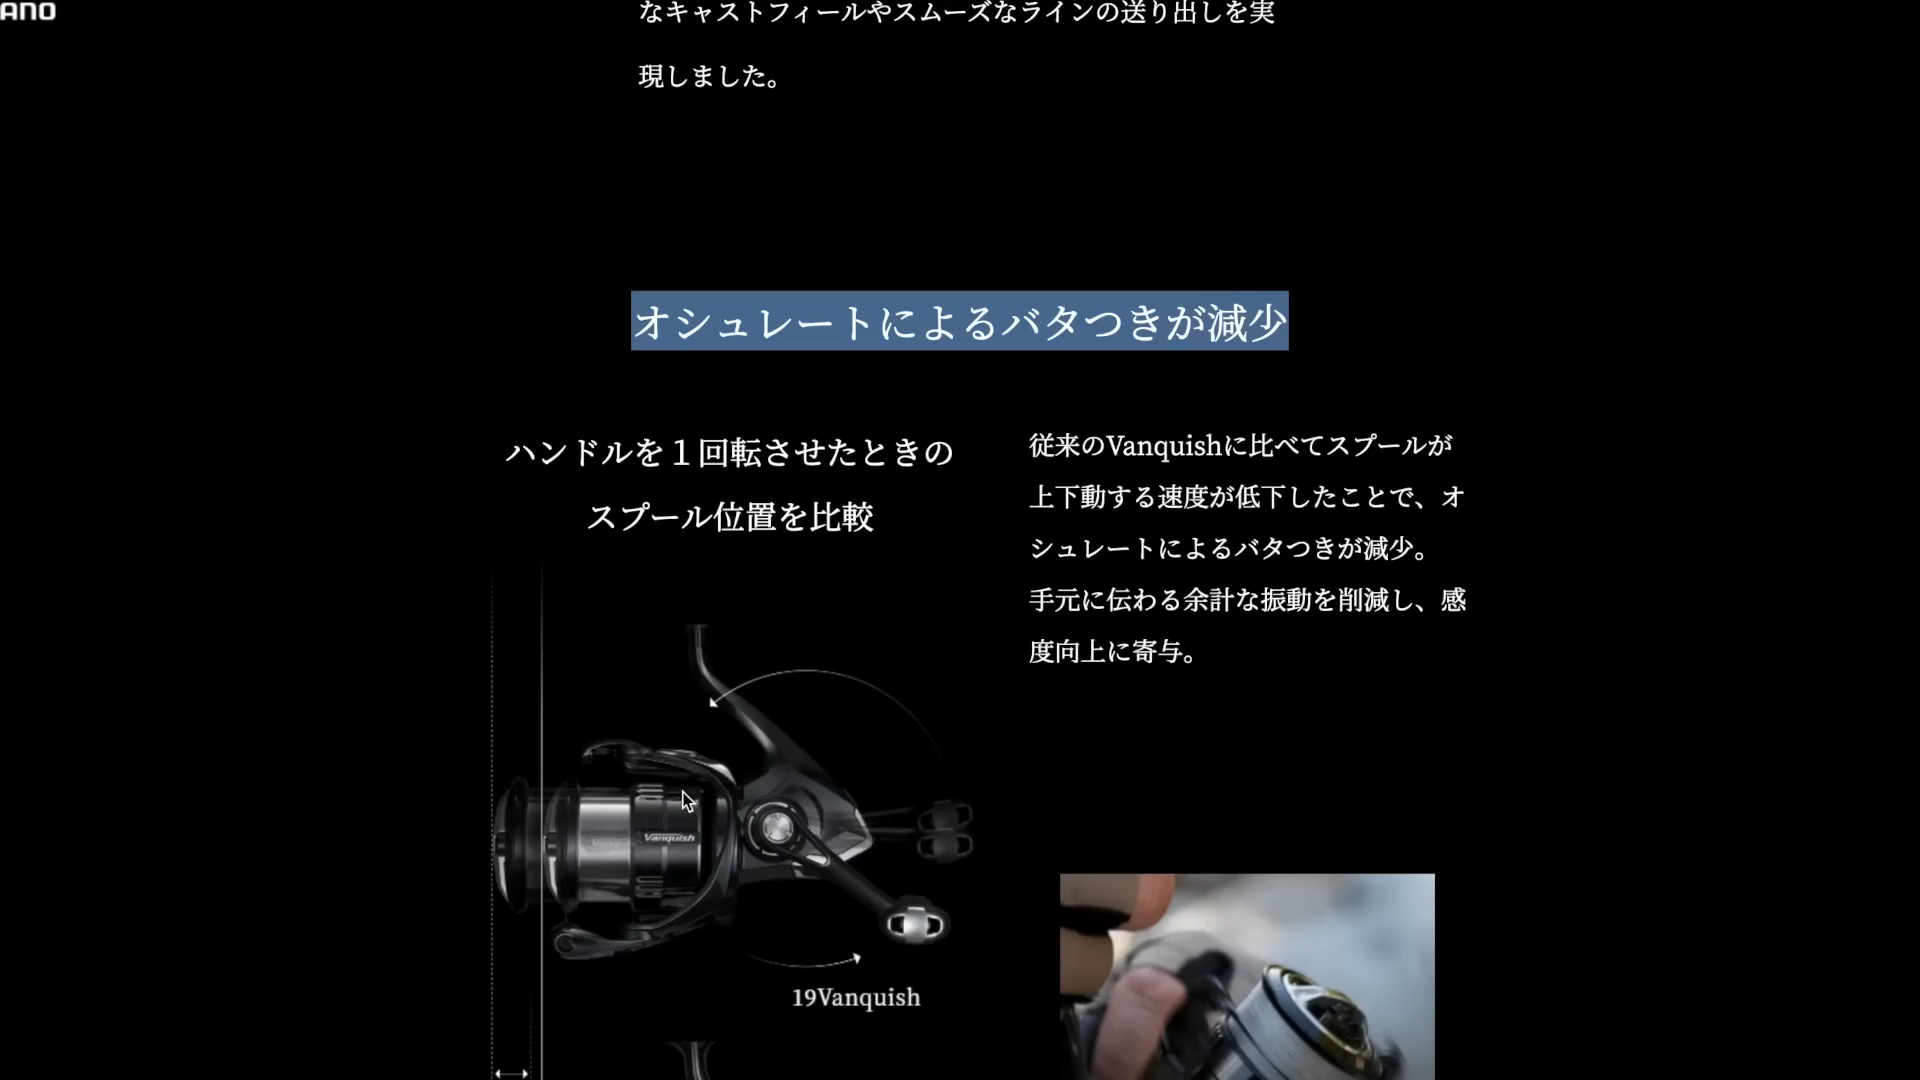 ANO
なキャストフィールやスムーズなラインの送り出しを実
現しました。
オシュレートによるバタつきが減少
ハンドルを１回転させたときの
スプール位置を比較
従来のVanquishに比べてスプールが
上下動する速度が低下したことで、オ
シュレートによるバタつきが減少。
手元に伝わる余計な振動を削減し、感
度向上に寄与。
Vanquish
19Vanquish